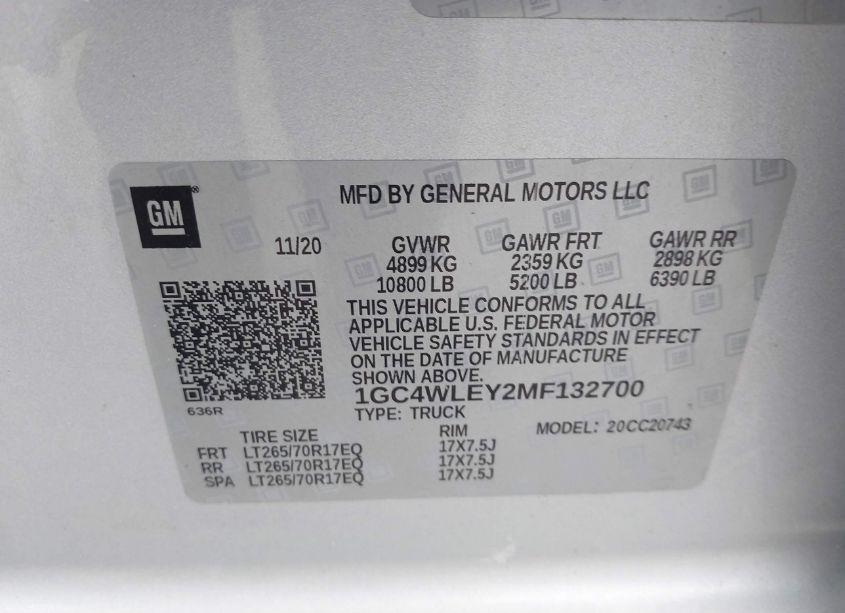 GM
MFD BY GENERAL MOTORS LLC
11/20
GVWR GAWR FRT GAWR RR
4899 KG 2359 KG 2898 KG
10800 LB 5200 LB 6390 LB
THIS VEHICLE CONFORMS TO ALL
APPLICABLE U.S. FEDERAL MOTOR
VEHICLE SAFETY STANDARDS IN EFFECT
ON THE DATE OF MANUFACTURE
SHOWN ABOVE.
1GC4WLEY2MF132700
636R
TYPE: TRUCK
TIRE SIZE RIM MODEL: 20CC20743
FRT LT265/70R17EQ 17X7.5J
RR LT265/70R17EQ 17X7.5J
SPA LT265/70R17EQ 17X7.5J